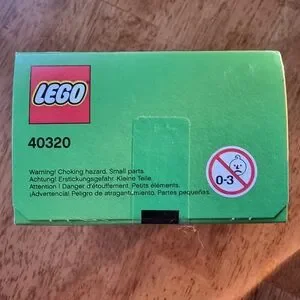 LEGO
40320
Warning! Choking hazard. Small parts.
Achtung! Erstickungsgefahr. Kleine Teile.
Attention ! Danger d'étouffement. Petits éléments.
¡Advertencia! Peligro de atragantamiento. Partes pequeñas.
0-3